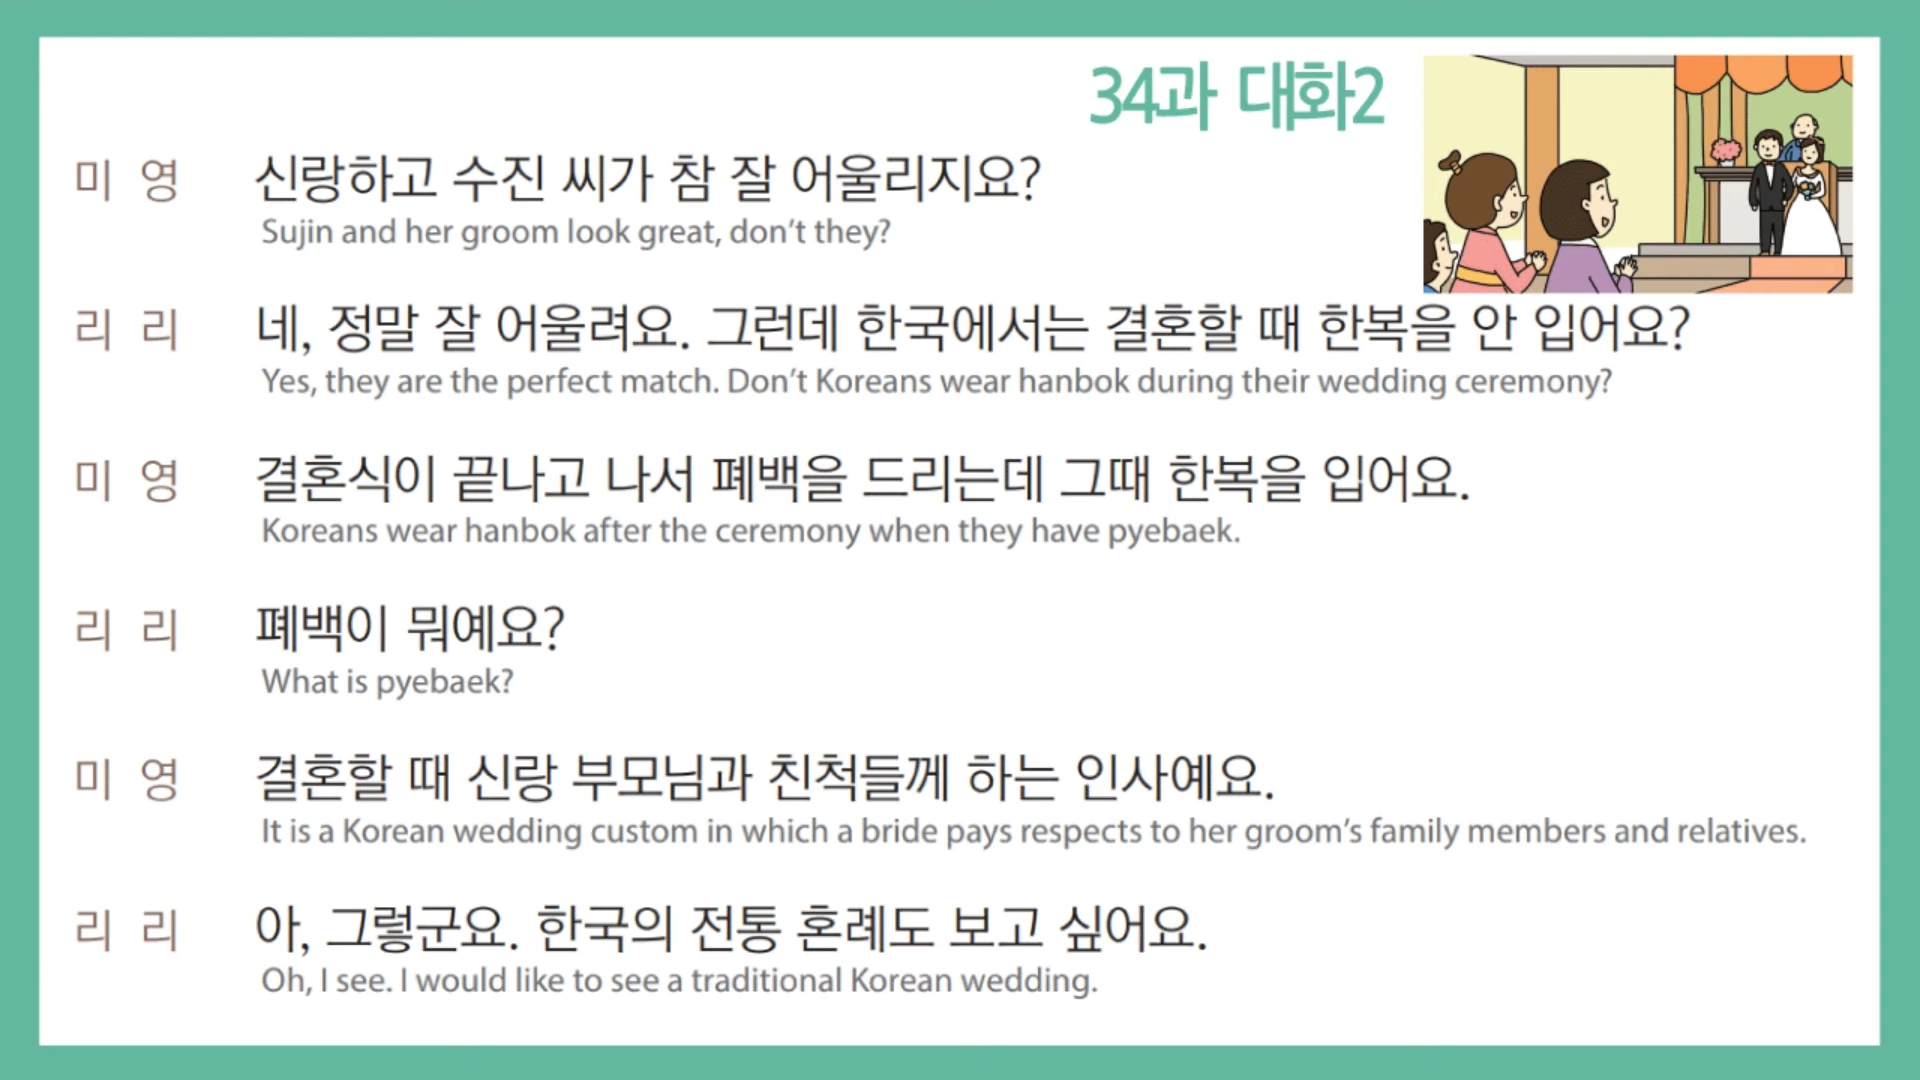 34과 대화2
미 영 신랑하고 수진 씨가 참 잘 어울리지요?
Sujin and her groom look great, don't they?
리 리 네, 정말 잘 어울려요. 그런데 한국에서는 결혼할 때 한복을 안 입어요?
Yes, they are the perfect match. Don't Koreans wear hanbok during their wedding ceremony?
미 영 결혼식이 끝나고 나서 폐백을 드리는데 그때 한복을 입어요.
Koreans wear hanbok after the ceremony when they have pyebaek.
리 리 폐백이 뭐예요?
What is pyebaek?
미 영 결혼할 때 신랑 부모님과 친척들께 하는 인사예요.
It is a Korean wedding custom in which a bride pays respects to her groom's family members and relatives.
리 리 아, 그렇군요. 한국의 전통 혼례도 보고 싶어요.
Oh, I see. I would like to see a traditional Korean wedding.